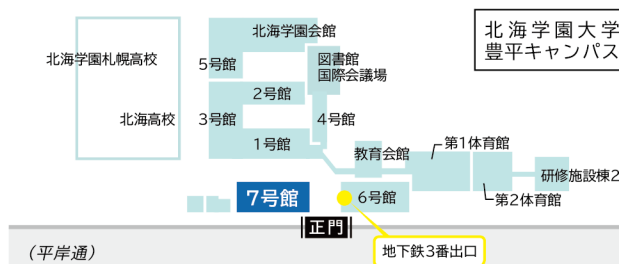 北海学園大学
豊平キャンパス
北海学園会館
北海学園札幌高校
5号館
図書館
国際会議場
2号館
北海高校
3号館
4号館
1号館
教育会館
第1体育館
研修施設棟2
第2体育館
7号館
6号館
正門
地下鉄3番出口
(平岸通)